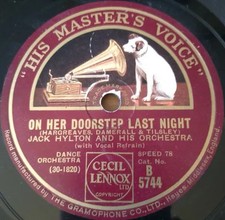 "HIS MASTER'S VOICE"
ON HER DOORSTEP LAST NIGHT
(HARGREAVES, DAMERALL & TILSLEY)
JACK HYLTON AND HIS ORCHESTRA
(with Vocal Refrain)
SPEED 78
DANCE
ORCHESTRA
Cat. No.
(30-1820)
B
5744
CECIL
LENNOX
LTD
COPYRIGHT
THE GRAMOPHONE CO., LTD., Hayes